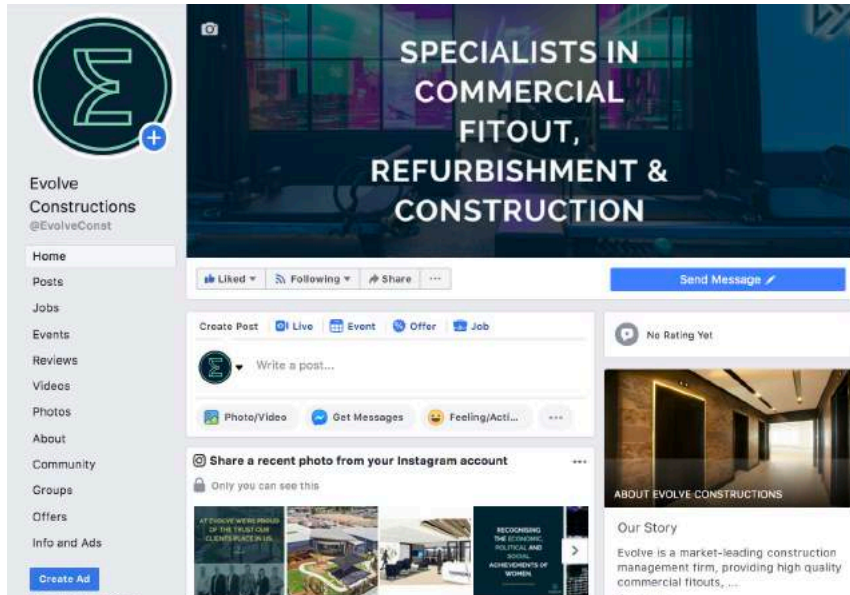 SPECIALISTS IN
COMMERCIAL
FITOUT,
REFURBISHMENT &
CONSTRUCTION
Evolve
Constructions
@EvolveConst
Home
Posts
Jobs
Events
Reviews
Videos
Photos
About
Community
Groups
Offers
Info and Ads
Create Ad
Liked Following Share ...
Send Message
Create Post Live Event Offer Job
Write a post...
Photo/Video Get Messages Feeling/Acti... ...
Share a recent photo from your Instagram account ...
Only you can see this
AT EVOLVE WE'RE PROUD
OF THE TRUST OUR
CLIENTS PLACE IN US.
RECOGNISING
THE ECONOMIC,
POLITICAL AND
SOCIAL
ACHIEVEMENTS OF
WOMEN.
No Rating Yet
ABOUT EVOLVE CONSTRUCTIONS
Our Story
Evolve is a market-leading construction
management firm, providing high quality
commercial fitouts, ...